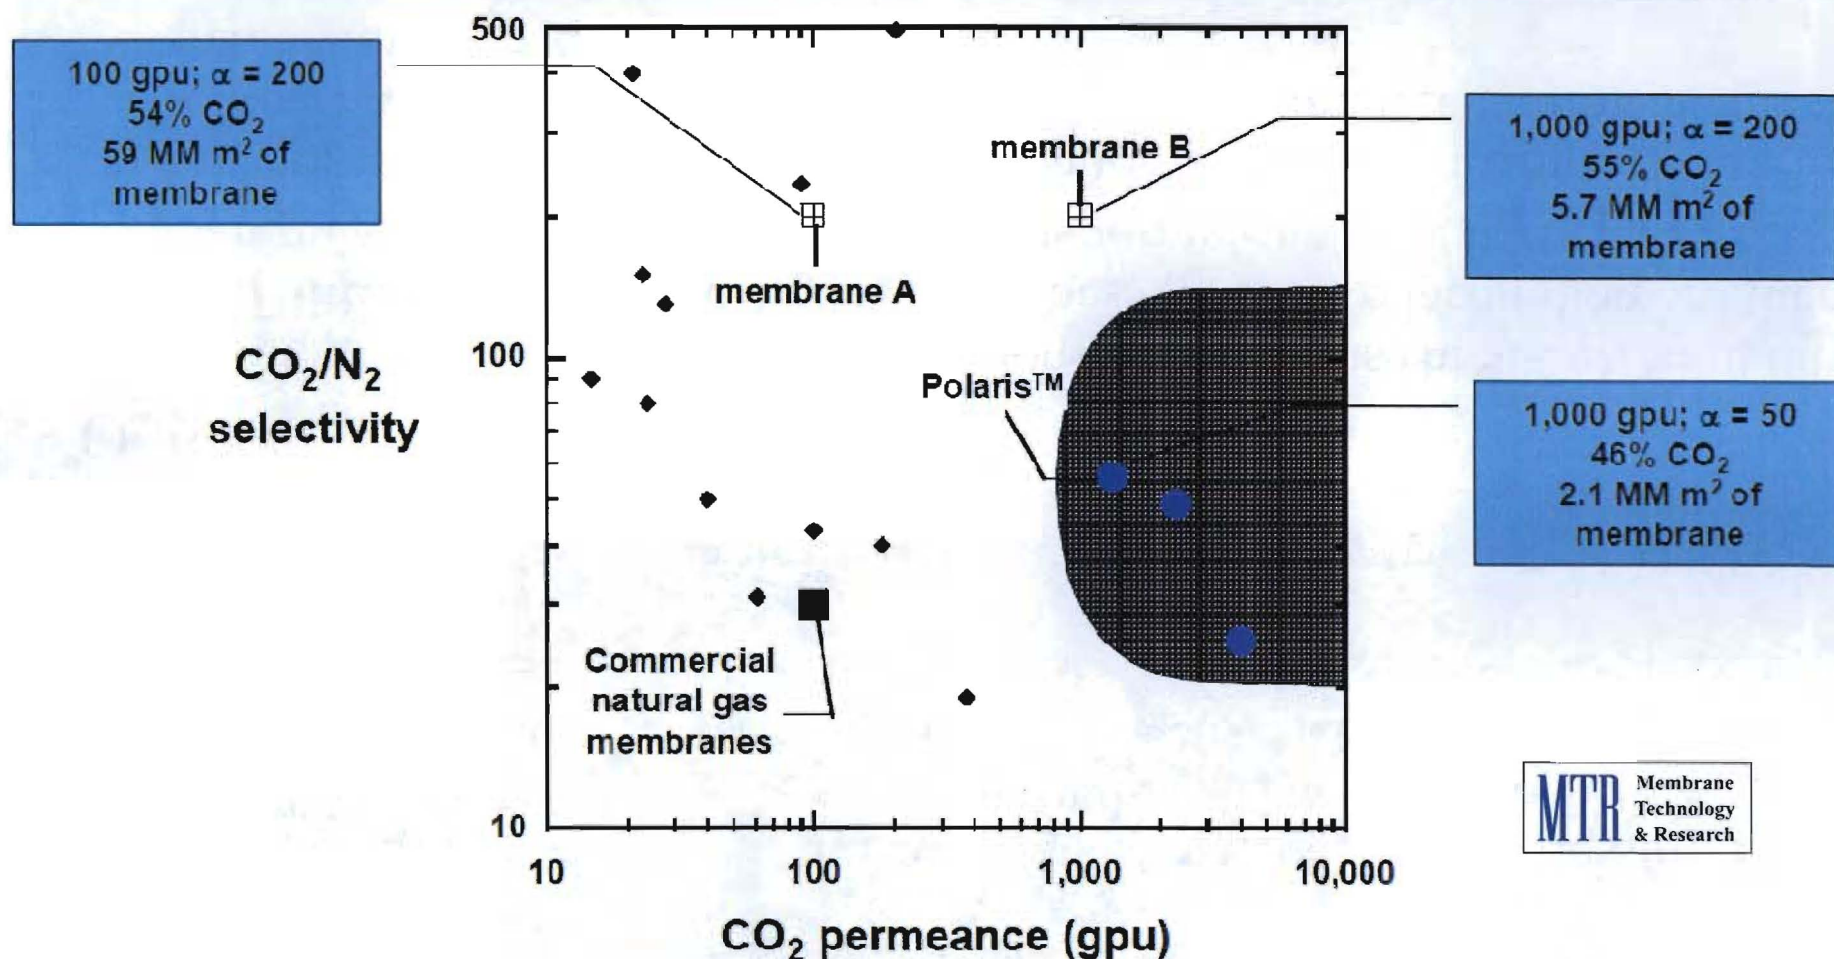 500
100 gpu; α = 200
54% CO₂
59 MM m² of
membrane
membrane B
1,000 gpu; α = 200
55% CO₂
5.7 MM m² of
membrane
membrane A
CO₂/N₂
selectivity
100
Polaris™
1,000 gpu; α = 50
46% CO₂
2.1 MM m² of
membrane
Commercial
natural gas
membranes
10
10
100
1,000
10,000
CO₂ permeance (gpu)
MTR
Membrane
Technology
& Research